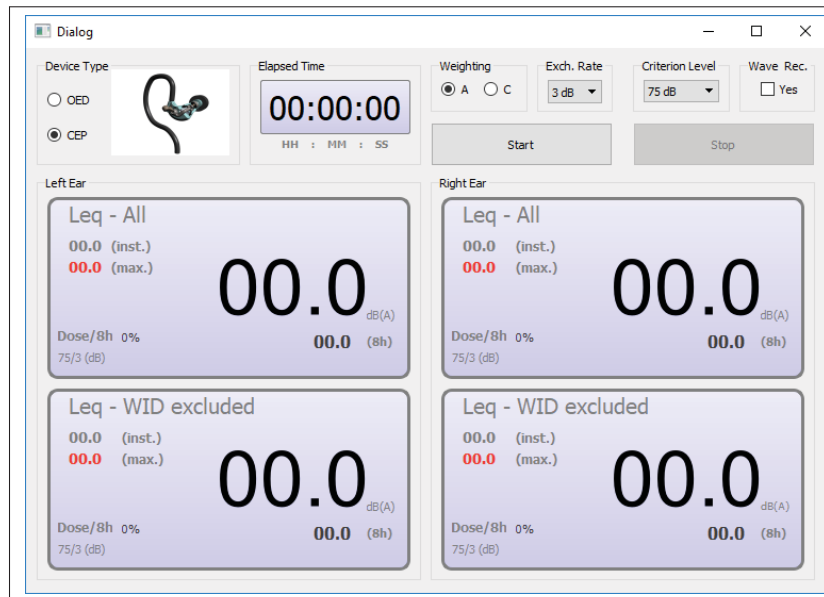 Dialog
Device Type
OED
CEP
Elapsed Time
00:00:00
HH : MM : SS
Weighting
A C
Exch. Rate
3 dB
Criterion Level
75 dB
Wave Rec.
Yes
Start
Stop
Left Ear
Leq - All
00.0 (inst.)
00.0 (max.)
00.0
dB(A)
Dose/8h 0%
00.0 (8h)
75/3 (dB)
Leq - WID excluded
00.0 (inst.)
00.0 (max.)
00.0
dB(A)
Dose/8h 0%
00.0 (8h)
75/3 (dB)
Right Ear
Leq - All
00.0 (inst.)
00.0 (max.)
00.0
dB(A)
Dose/8h 0%
00.0 (8h)
75/3 (dB)
Leq - WID excluded
00.0 (inst.)
00.0 (max.)
00.0
dB(A)
Dose/8h 0%
00.0 (8h)
75/3 (dB)